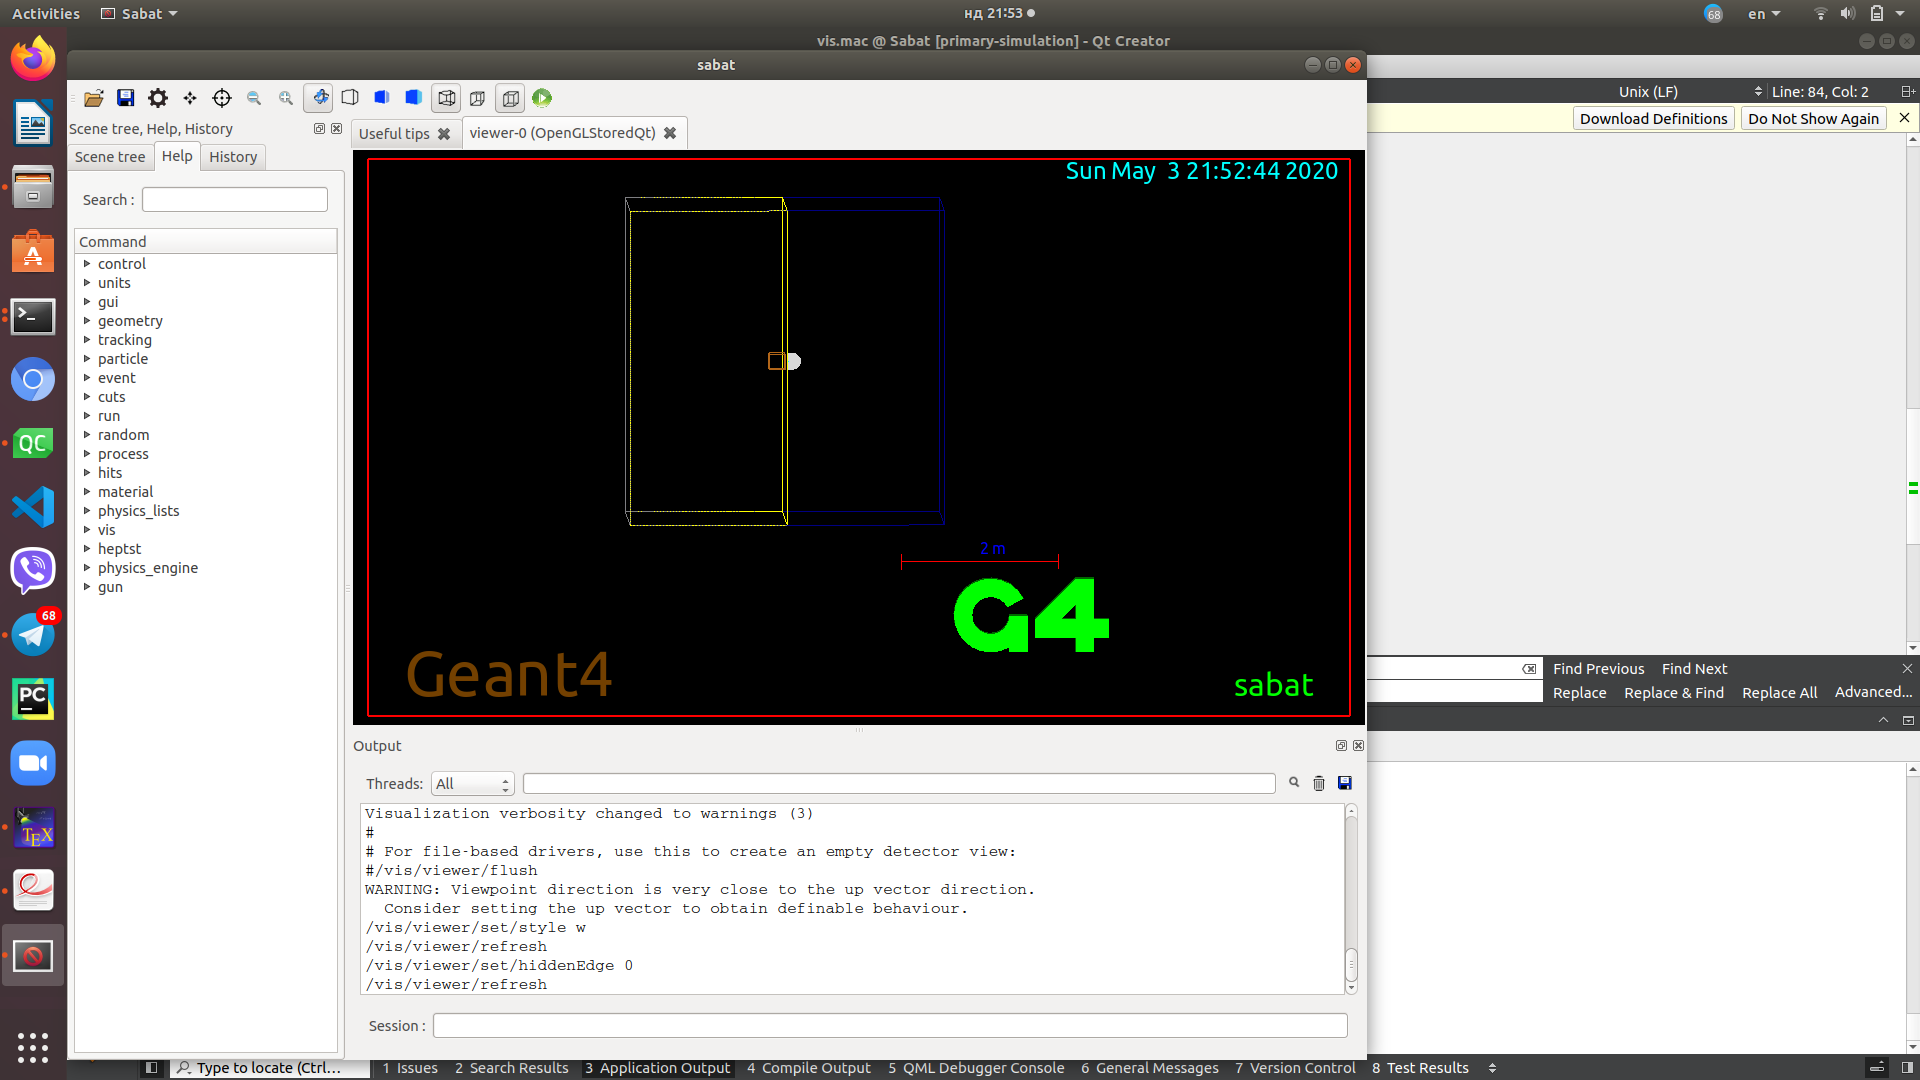 Activities
Sabat
нд 21:53
68
en
vis.mac @ Sabat [primary-simulation] - Qt Creator
sabat
Unix (LF)
Line: 84, Col: 2
Download Definitions
Do Not Show Again
Scene tree, Help, History
Useful tips
viewer-0 (OpenGLStoredQt)
Scene tree
Help
History
Search :
Command
control
units
gui
geometry
tracking
particle
event
cuts
run
random
process
hits
material
physics_lists
vis
heptst
physics_engine
gun
Sun May  3 21:52:44 2020
2 m
G4
Geant4
sabat
QC
68
PC
TEX
Find Previous
Find Next
Replace
Replace & Find
Replace All
Advanced...
Output
Threads:
All
Visualization verbosity changed to warnings (3)
#
# For file-based drivers, use this to create an empty detector view:
#/vis/viewer/flush
WARNING: Viewpoint direction is very close to the up vector direction.
  Consider setting the up vector to obtain definable behaviour.
/vis/viewer/set/style w
/vis/viewer/refresh
/vis/viewer/set/hiddenEdge 0
/vis/viewer/refresh
Session :
Type to locate (Ctrl...
1 Issues
2 Search Results
3 Application Output
4 Compile Output
5 QML Debugger Console
6 General Messages
7 Version Control
8 Test Results